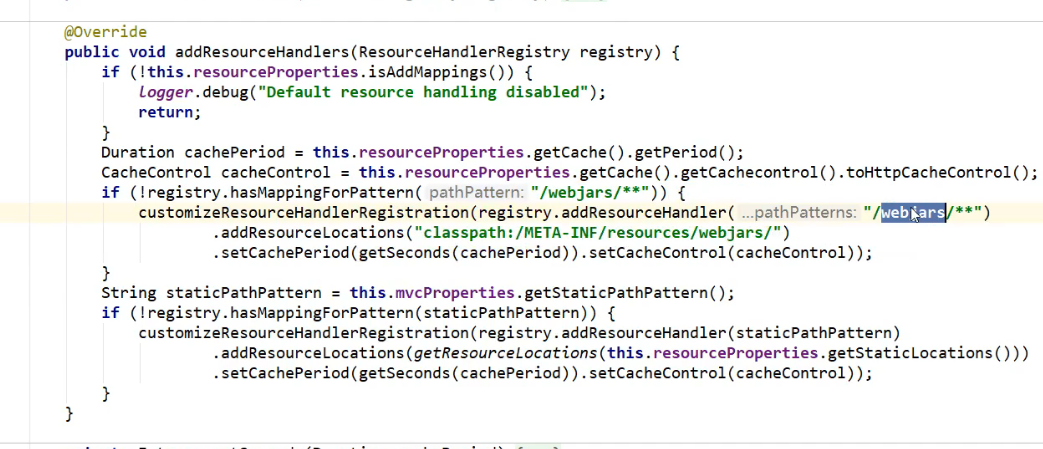 @Override
public void addResourceHandlers(ResourceHandlerRegistry registry) {
if (!this.resourceProperties.isAddMappings()) {
logger.debug("Default resource handling disabled");
return;
}
Duration cachePeriod = this.resourceProperties.getCache().getPeriod();
CacheControl cacheControl = this.resourceProperties.getCache().getCachecontrol().toHttpCacheControl();
if (!registry.hasMappingForPattern( pathPattern: "/webjars/**")) {
customizeResourceHandlerRegistration(registry.addResourceHandler( ...pathPatterns: "/webjars/**")
.addResourceLocations("classpath:/META-INF/resources/webjars/")
.setCachePeriod(getSeconds(cachePeriod)).setCacheControl(cacheControl));
}
String staticPathPattern = this.mvcProperties.getStaticPathPattern();
if (!registry.hasMappingForPattern(staticPathPattern)) {
customizeResourceHandlerRegistration(registry.addResourceHandler(staticPathPattern)
.addResourceLocations(getResourceLocations(this.resourceProperties.getStaticLocations()))
.setCachePeriod(getSeconds(cachePeriod)).setCacheControl(cacheControl));
}
}